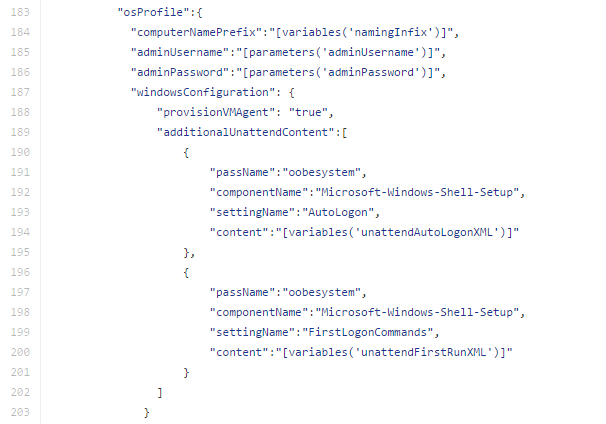 183 "osProfile":{
184 "computerNamePrefix":"[variables('namingInfix')]",
185 "adminUsername":"[parameters('adminUsername')]",
186 "adminPassword":"[parameters('adminPassword')]",
187 "windowsConfiguration": {
188 "provisionVMAgent": "true",
189 "additionalUnattendContent":[
190 {
191 "passName":"oobesystem",
192 "componentName":"Microsoft-Windows-Shell-Setup",
193 "settingName":"AutoLogon",
194 "content":"[variables('unattendAutoLogonXML')]"
195 },
196 {
197 "passName":"oobesystem",
198 "componentName":"Microsoft-Windows-Shell-Setup",
199 "settingName":"FirstLogonCommands",
200 "content":"[variables('unattendFirstRunXML')]"
201 }
202 ]
203 }